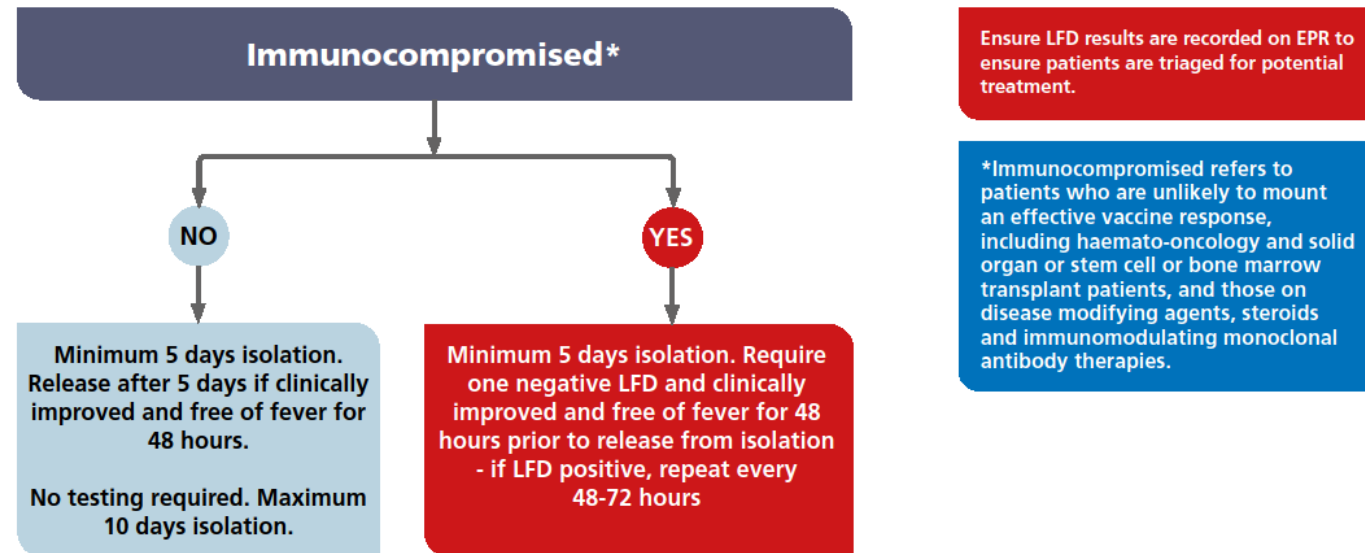 Immunocompromised*
NO
YES
Minimum 5 days isolation.
Release after 5 days if clinically
improved and free of fever for
48 hours.
No testing required. Maximum
10 days isolation.
Minimum 5 days isolation. Require
one negative LFD and clinically
improved and free of fever for 48
hours prior to release from isolation
- if LFD positive, repeat every
48-72 hours
Ensure LFD results are recorded on EPR to
ensure patients are triaged for potential
treatment.
*Immunocompromised refers to
patients who are unlikely to mount
an effective vaccine response,
including haemato-oncology and solid
organ or stem cell or bone marrow
transplant patients, and those on
disease modifying agents, steroids
and immunomodulating monoclonal
antibody therapies.